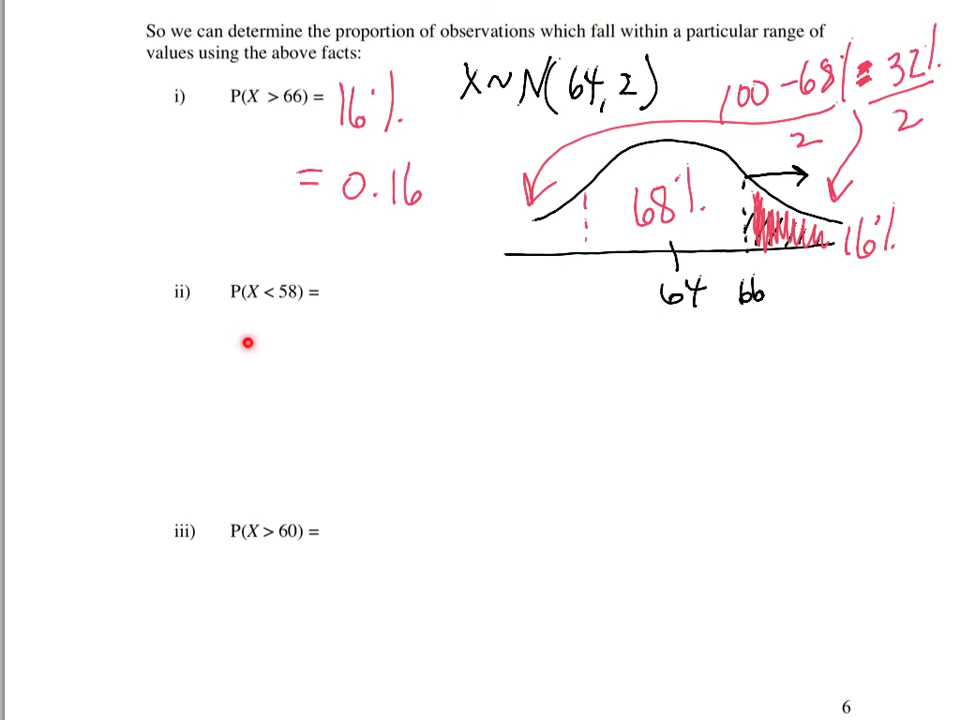 So we can determine the proportion of observations which fall within a particular range of
values using the above facts:
i) P(X > 66) = 16%
= 0.16
X ~ N(64, 2)
100 - 68% = 32%
2 2
68%
16%
64 66
ii) P(X < 58) =
iii) P(X > 60) =
6